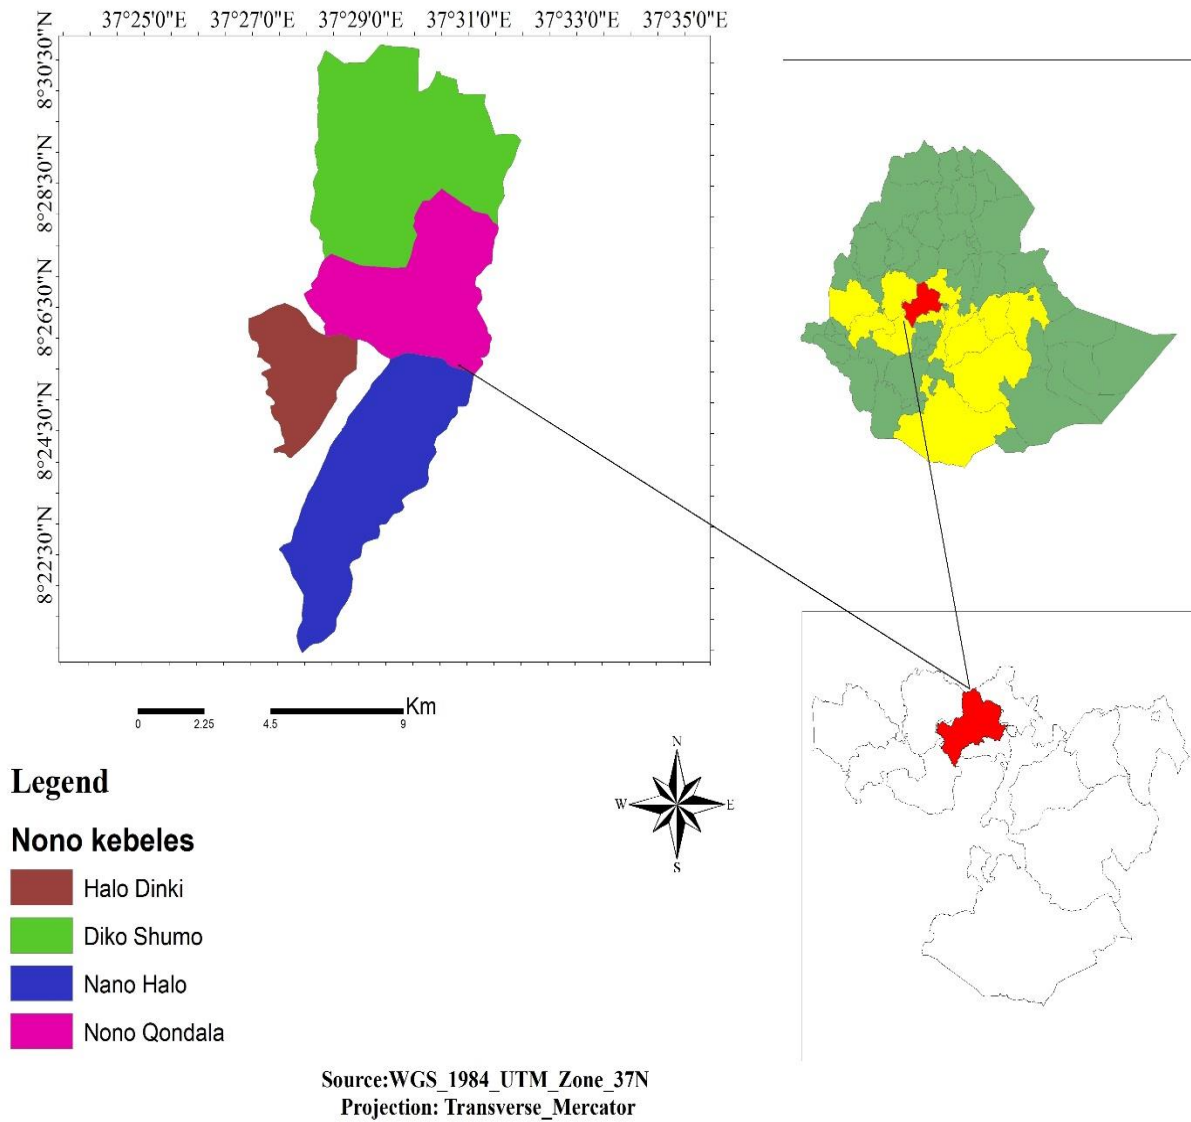 37°25'0"E 37°27'0"E 37°29'0"E 37°31'0"E 37°33'0"E 37°35'0"E
8°30'30"N
8°28'30"N
8°26'30"N
8°24'30"N
8°22'30"N
Km
0 2.25 4.5 9
N
W E
S
Legend
Nono kebeles
Halo Dinki
Diko Shumo
Nano Halo
Nono Qondala
Source:WGS_1984_UTM_Zone_37N
Projection: Transverse_Mercator